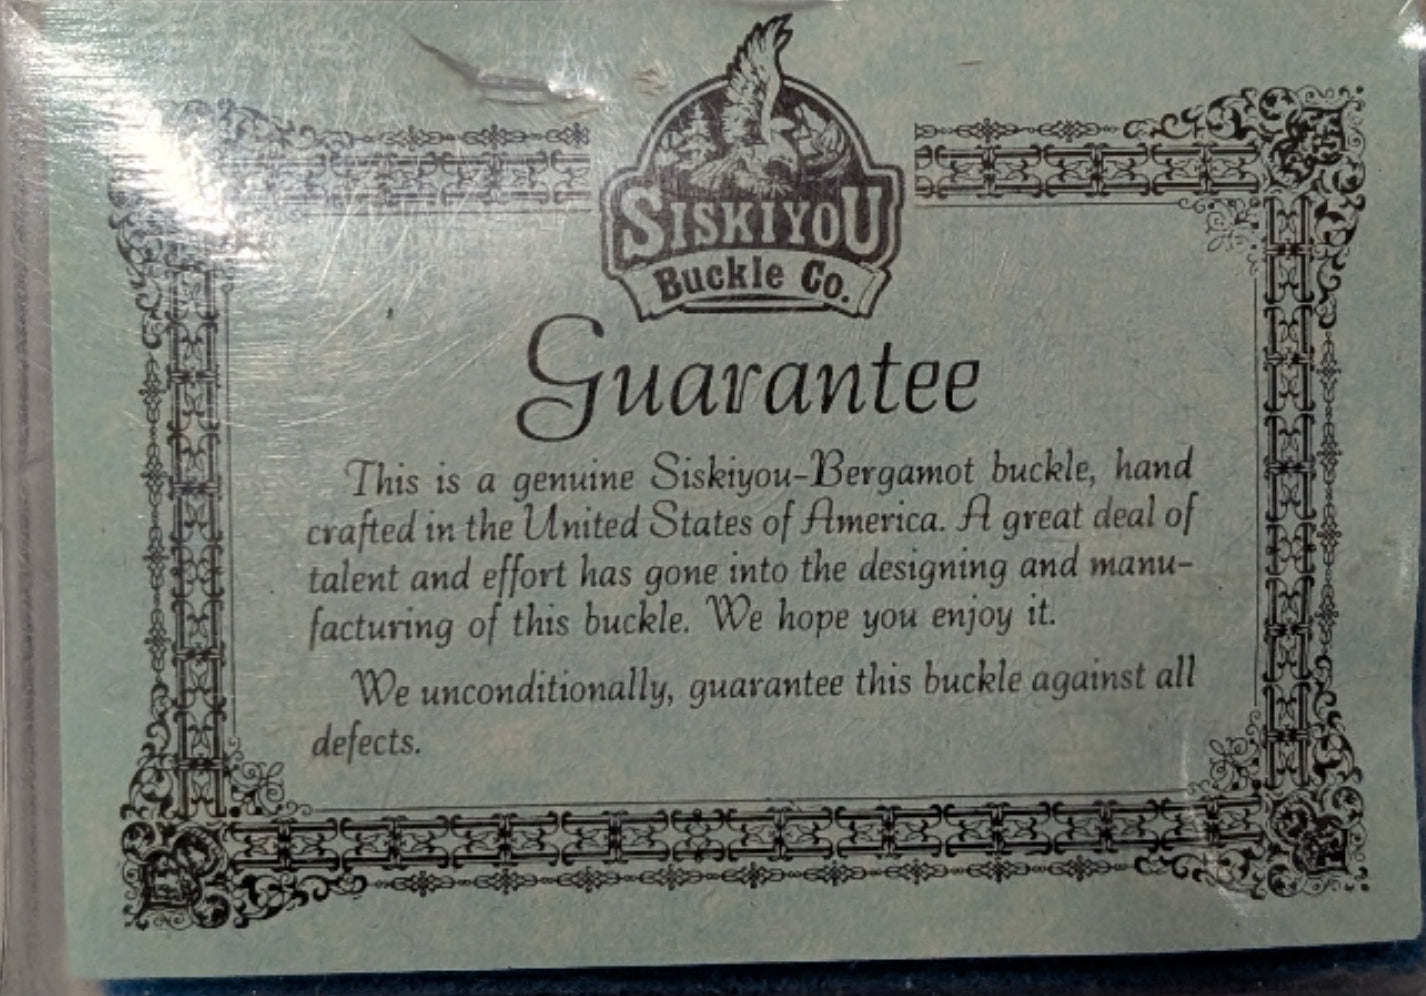 SISKIYOU
Buckle Co.
Guarantee
This is a genuine Siskiyou-Bergamot buckle, hand
crafted in the United States of America. A great deal of
talent and effort has gone into the designing and manu-
facturing of this buckle. We hope you enjoy it.
We unconditionally, guarantee this buckle against all
defects.